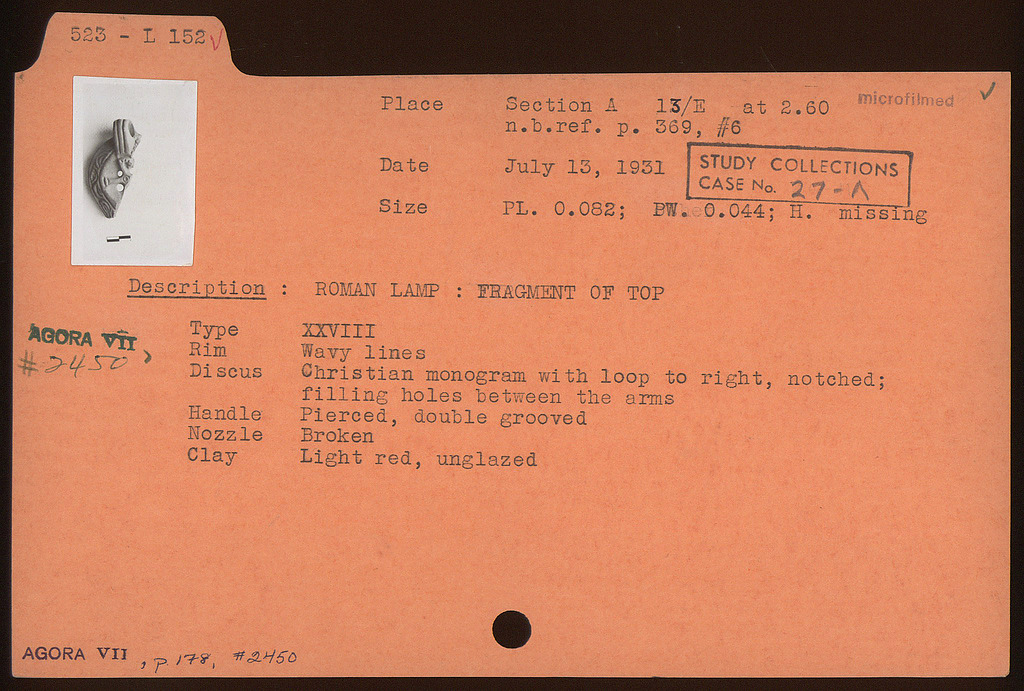 523 - L 152 ✓
microfilmed ✓
Place Section A 13/E at 2.60
n.b.ref. p. 369, #6
Date July 13, 1931
STUDY COLLECTIONS
CASE No. 27-A
Size PL. 0.082; PW. 0.044; H. missing
Description : ROMAN LAMP : FRAGMENT OF TOP
AGORA VII,
#2450
Type XXVIII
Rim Wavy lines
Discus Christian monogram with loop to right, notched;
filling holes between the arms
Handle Pierced, double grooved
Nozzle Broken
Clay Light red, unglazed
AGORA VII, p. 178, #2450